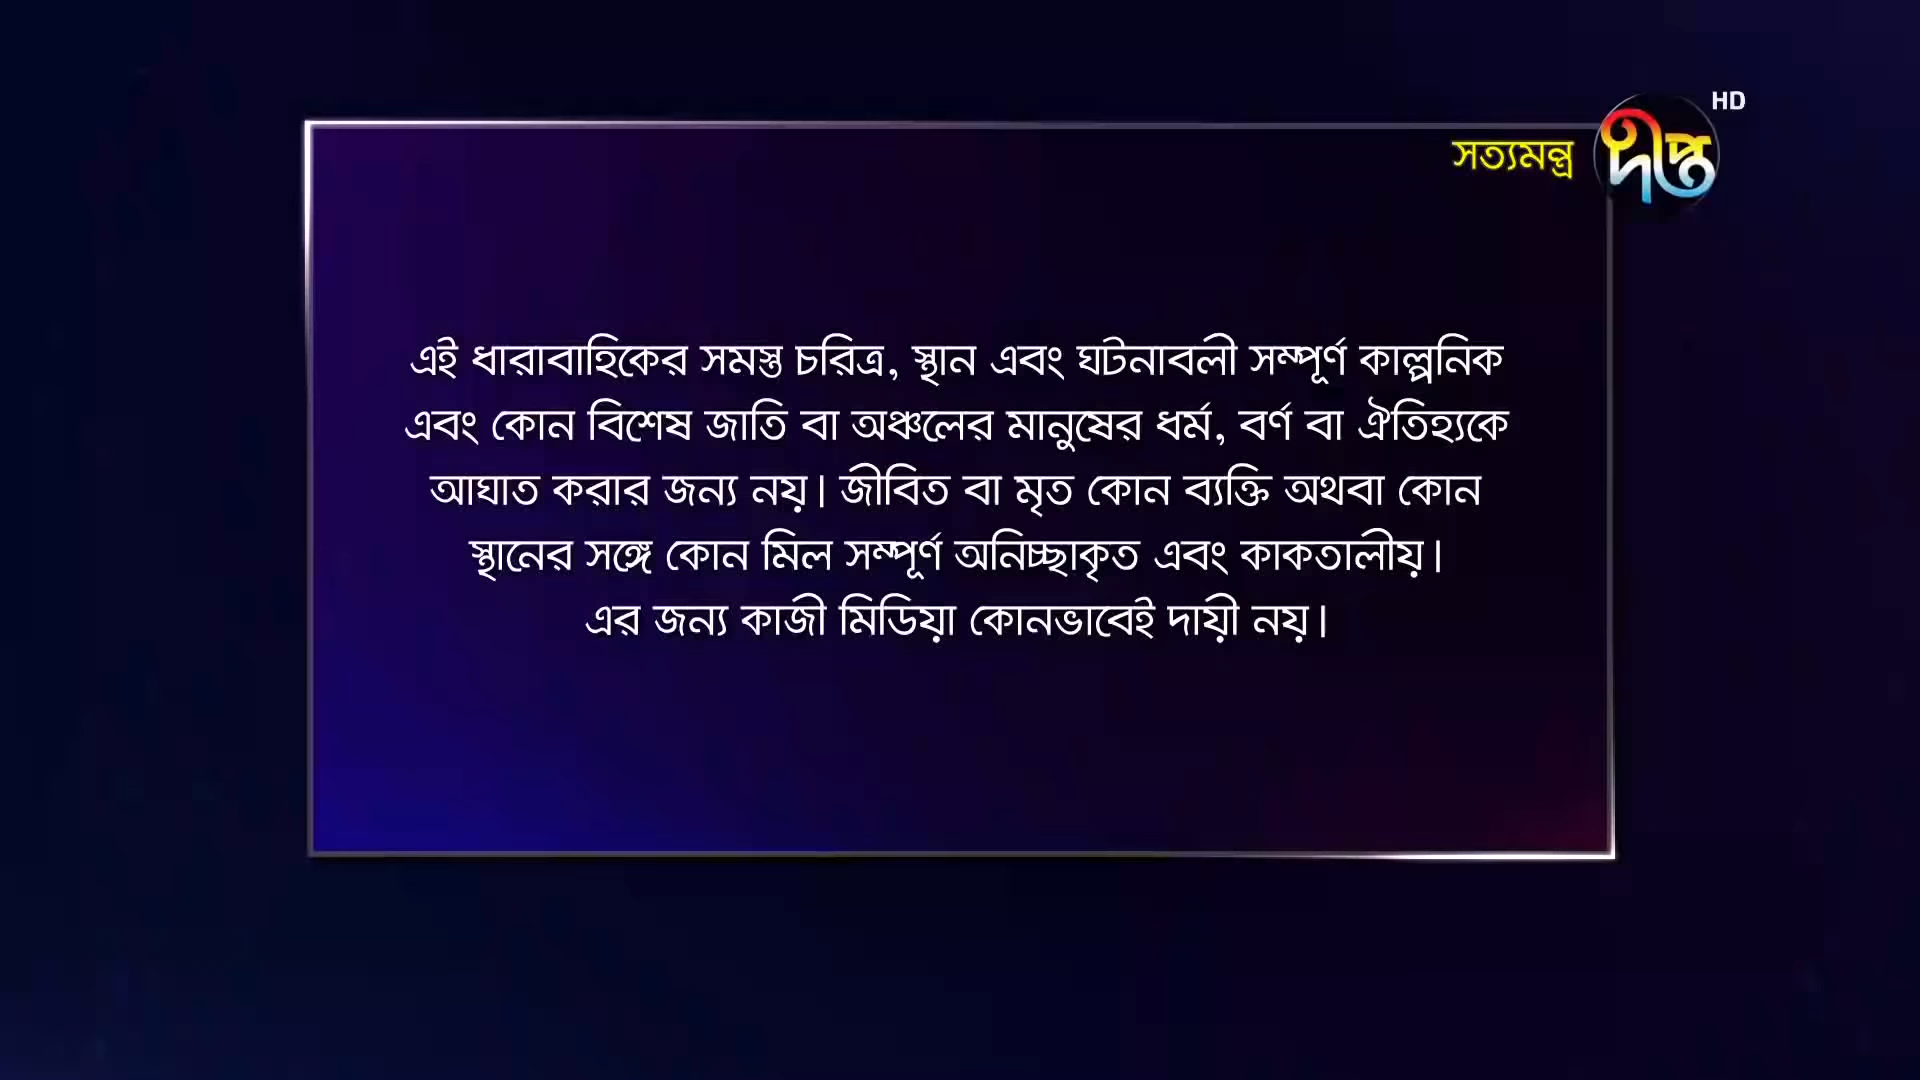 HD
সত্যমন্ত্র
দীপ্ত
এই ধারাবাহিকের সমস্ত চরিত্র, স্থান এবং ঘটনাবলী সম্পূর্ণ কাল্পনিক
এবং কোন বিশেষ জাতি বা অঞ্চলের মানুষের ধর্ম, বর্ণ বা ঐতিহ্যকে
আঘাত করার জন্য নয়। জীবিত বা মৃত কোন ব্যক্তি অথবা কোন
স্থানের সঙ্গে কোন মিল সম্পূর্ণ অনিচ্ছাকৃত এবং কাকতালীয়।
এর জন্য কাজী মিডিয়া কোনভাবেই দায়ী নয়।